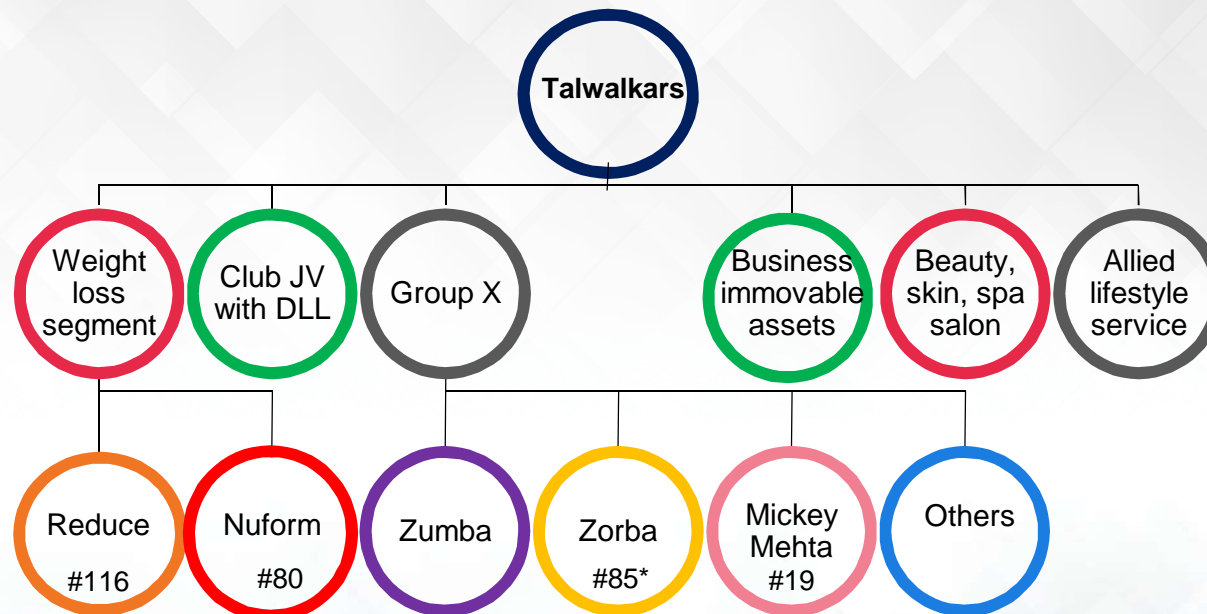 Talwalkars
Weight
loss
segment
Club JV
with DLL
Group X
Business
immovable
assets
Beauty,
skin, spa
salon
Allied
lifestyle
service
Reduce
#116
Nuform
#80
Zumba
Zorba
#85*
Mickey
Mehta
#19
Others